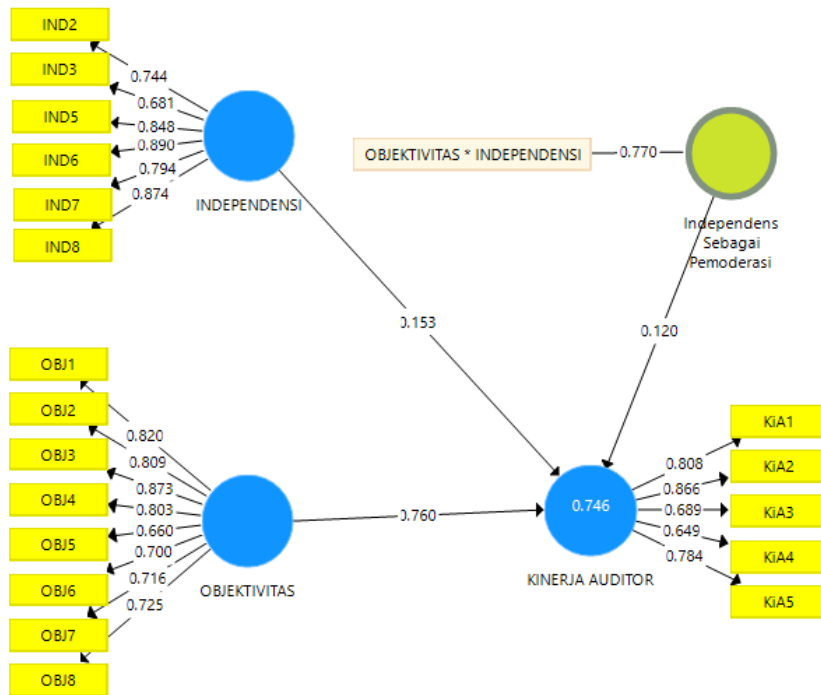 IND2
IND3
IND5
IND6
IND7
IND8
0.744
0.681
0.848
0.890
0.794
0.874
INDEPENDENSI
OBJEKTIVITAS * INDEPENDENSI
0.770
Independens
Sebagai
Pemoderasi
0.153
0.120
OBJ1
OBJ2
OBJ3
OBJ4
OBJ5
OBJ6
OBJ7
OBJ8
0.820
0.809
0.873
0.803
0.660
0.700
0.716
0.725
OBJEKTIVITAS
0.760
0.746
KINERJA AUDITOR
0.808
0.866
0.689
0.649
0.784
KiA1
KiA2
KiA3
KiA4
KiA5